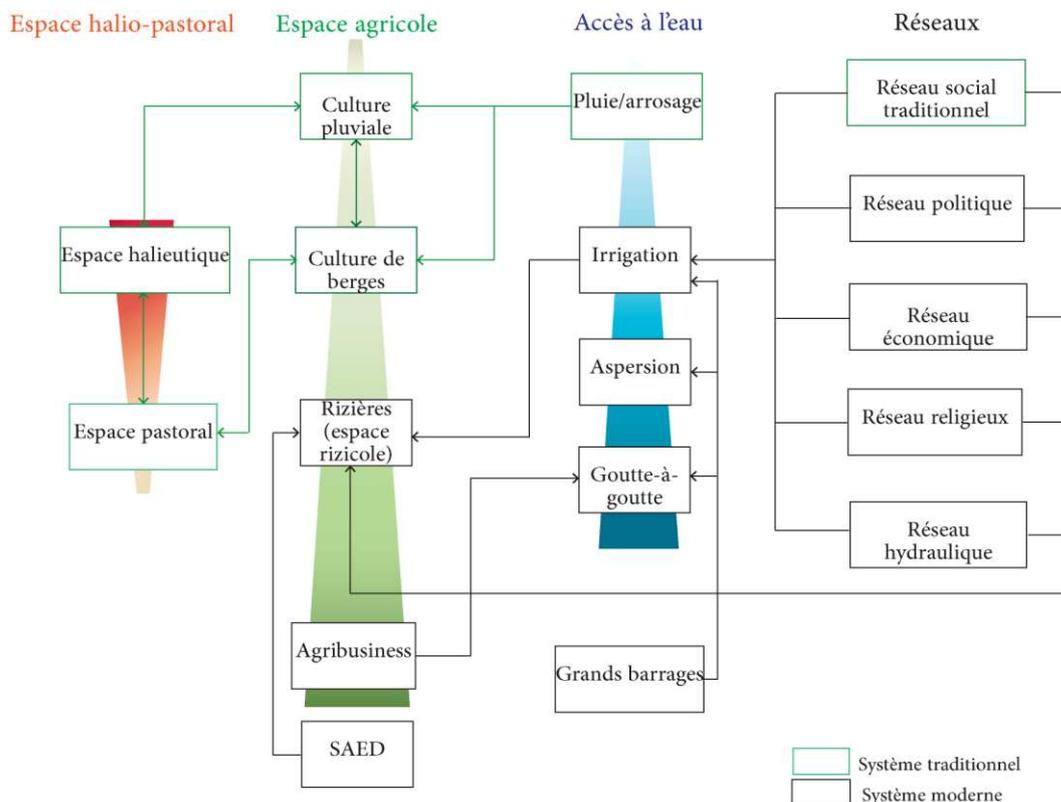 Espace halio-pastoral
Espace agricole
Accès à l'eau
Réseaux
Culture
pluviale
Pluie/arrosage
Réseau social
traditionnel
Réseau politique
Espace halieutique
Culture de
berges
Irrigation
Réseau
économique
Aspersion
Espace pastoral
Rizières
(espace
rizicole)
Réseau religieux
Goutte-à-
goutte
Réseau
hydraulique
Agribusiness
Grands barrages
SAED
Système traditionnel
Système moderne